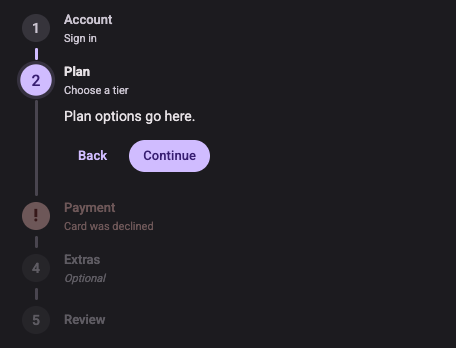 1
Account
Sign in
2
Plan
Choose a tier
Plan options go here.
Back Continue
!
Payment
Card was declined
4
Extras
Optional
5
Review